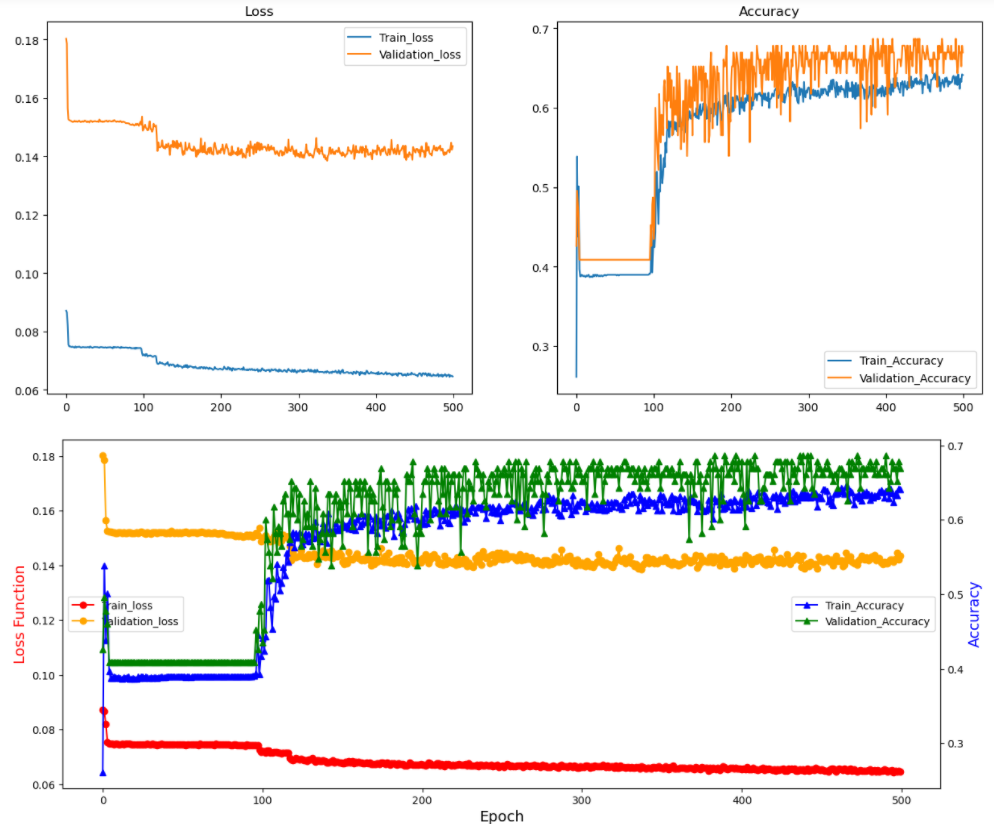 Loss
0.18
0.16
0.14
0.12
0.10
0.08
0.06
0 100 200 300 400 500
Train_loss
Validation_loss
Accuracy
0.7
0.6
0.5
0.4
0.3
0 100 200 300 400 500
Train_Accuracy
Validation_Accuracy
Loss Function
0.18
0.16
0.14
0.12
0.10
0.08
0.06
Train_loss
Validation_loss
Train_Accuracy
Validation_Accuracy
0.7
0.6
0.5
0.4
0.3
Accuracy
0 100 200 300 400 500
Epoch